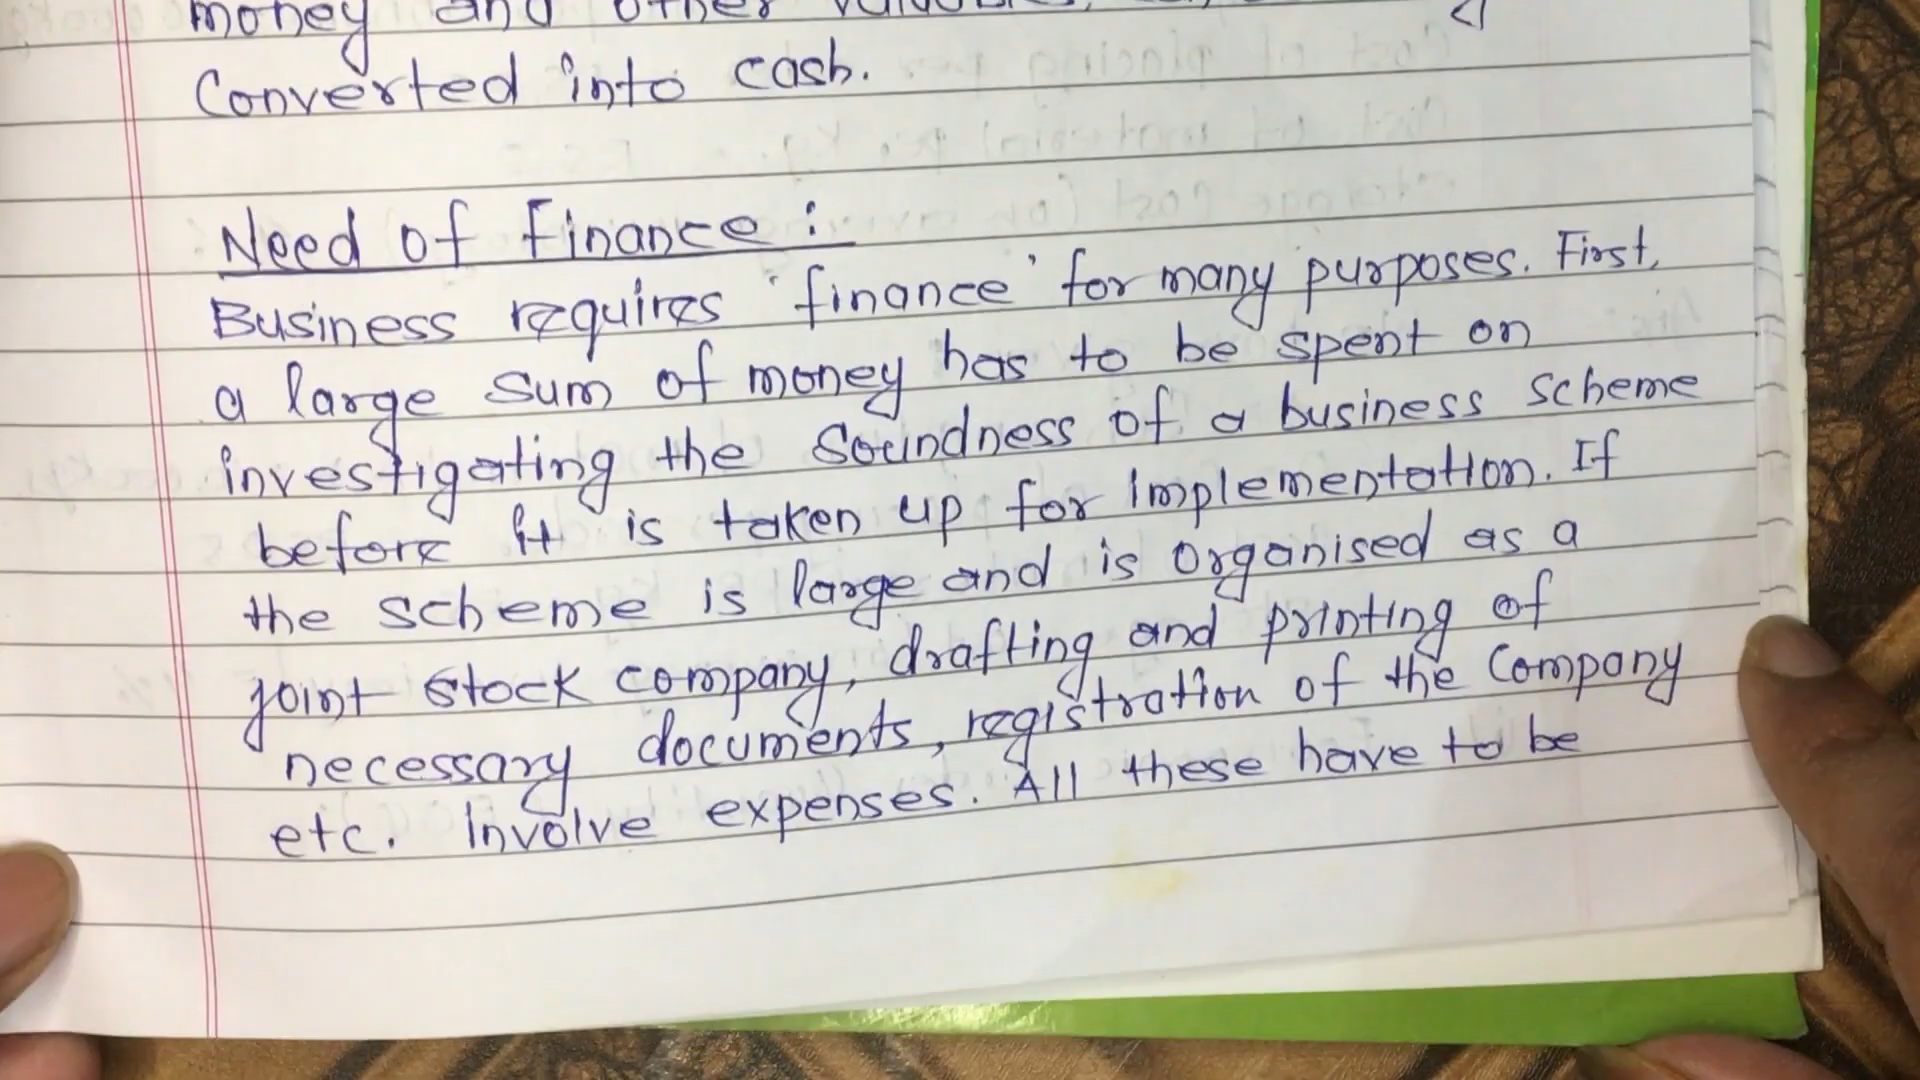 money and other
Converted into cash.
Need of Finance :
Business requires 'finance' for many purposes. First,
a large sum of money has to be spent on
investigating the soundness of a business scheme
before it is taken up for implementation. If
the scheme is large and is organised as a
joint stock company, drafting and printing of
necessary documents, registration of the Company
etc. involve expenses. All these have to be